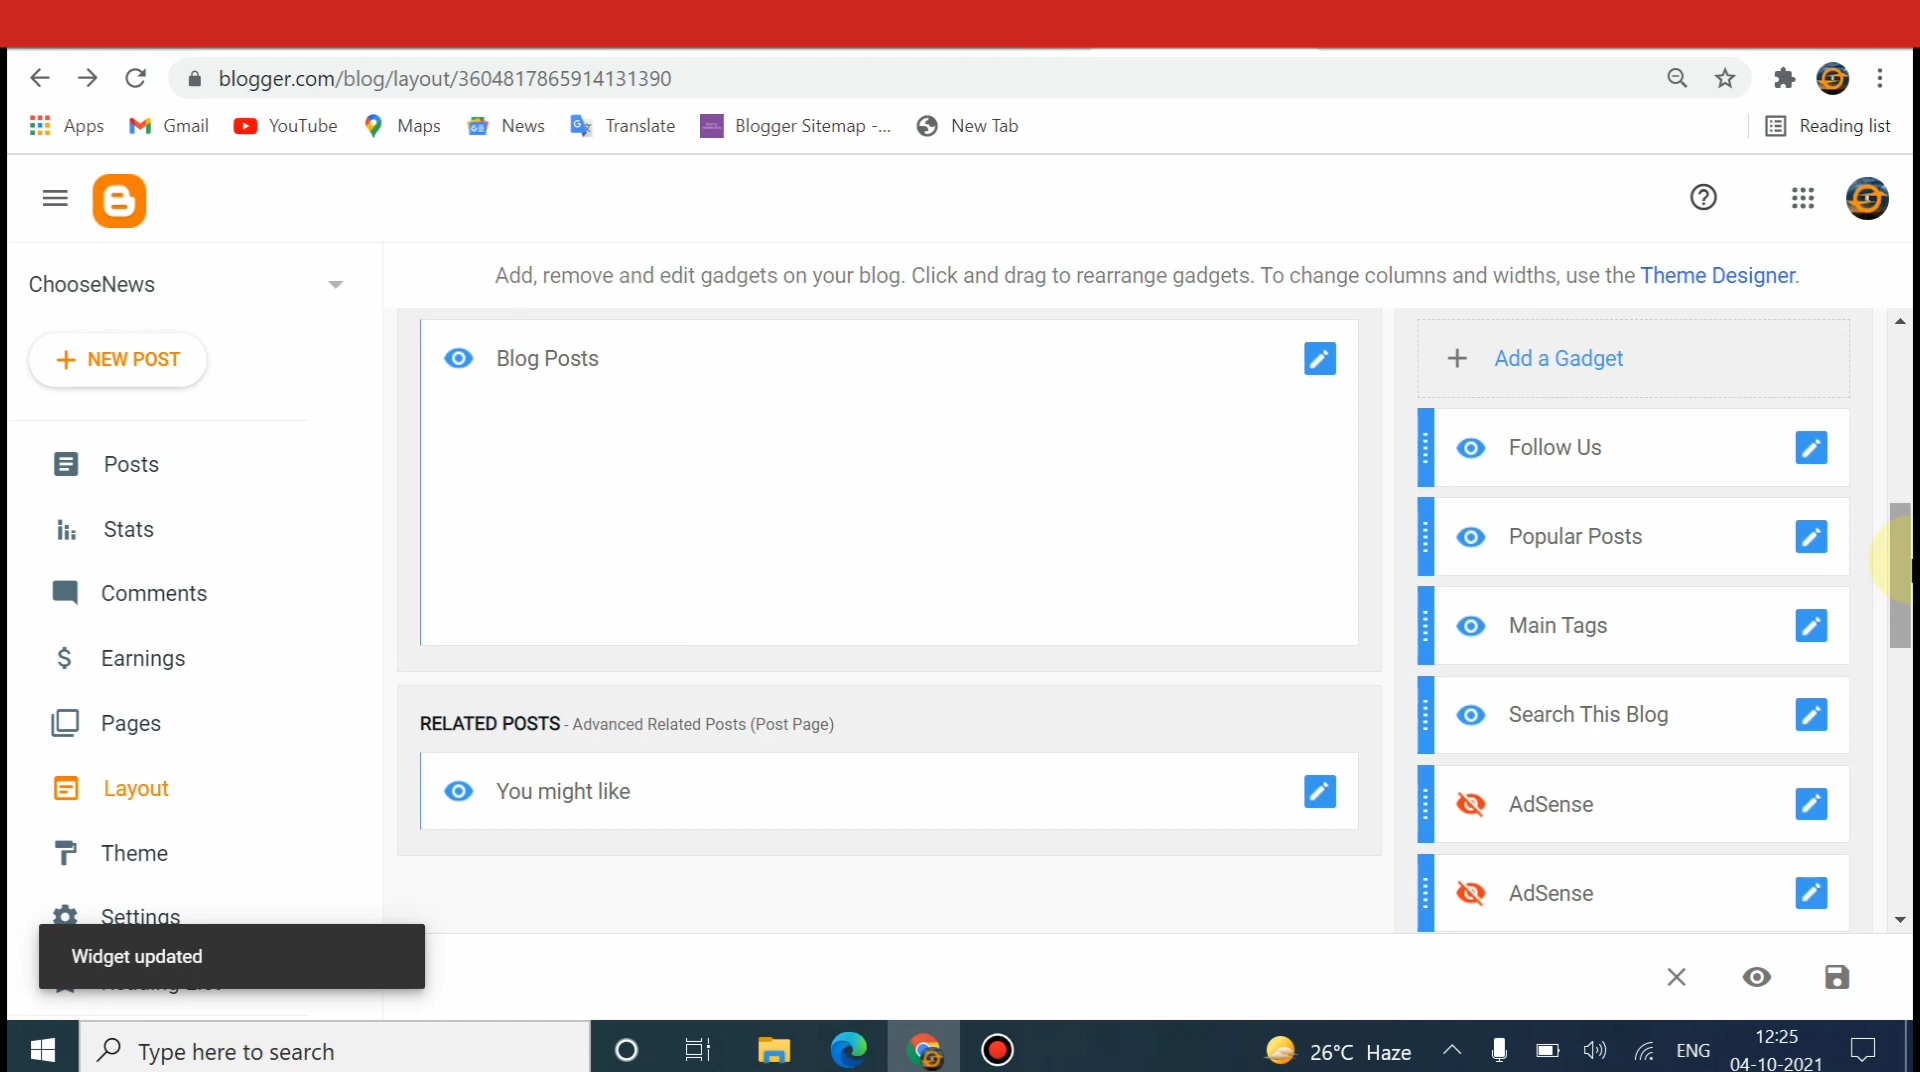 blogger.com/blog/layout/3604817865914131390
Apps Gmail YouTube Maps News Translate Blogger Sitemap -... New Tab Reading list
ChooseNews
Add, remove and edit gadgets on your blog. Click and drag to rearrange gadgets. To change columns and widths, use the Theme Designer.
+ NEW POST
Posts
Stats
Comments
Earnings
Pages
Layout
Theme
Settings
Widget updated
Blog Posts
RELATED POSTS - Advanced Related Posts (Post Page)
You might like
+ Add a Gadget
Follow Us
Popular Posts
Main Tags
Search This Blog
AdSense
AdSense
Type here to search
26°C Haze
ENG
12:25
04-10-2021